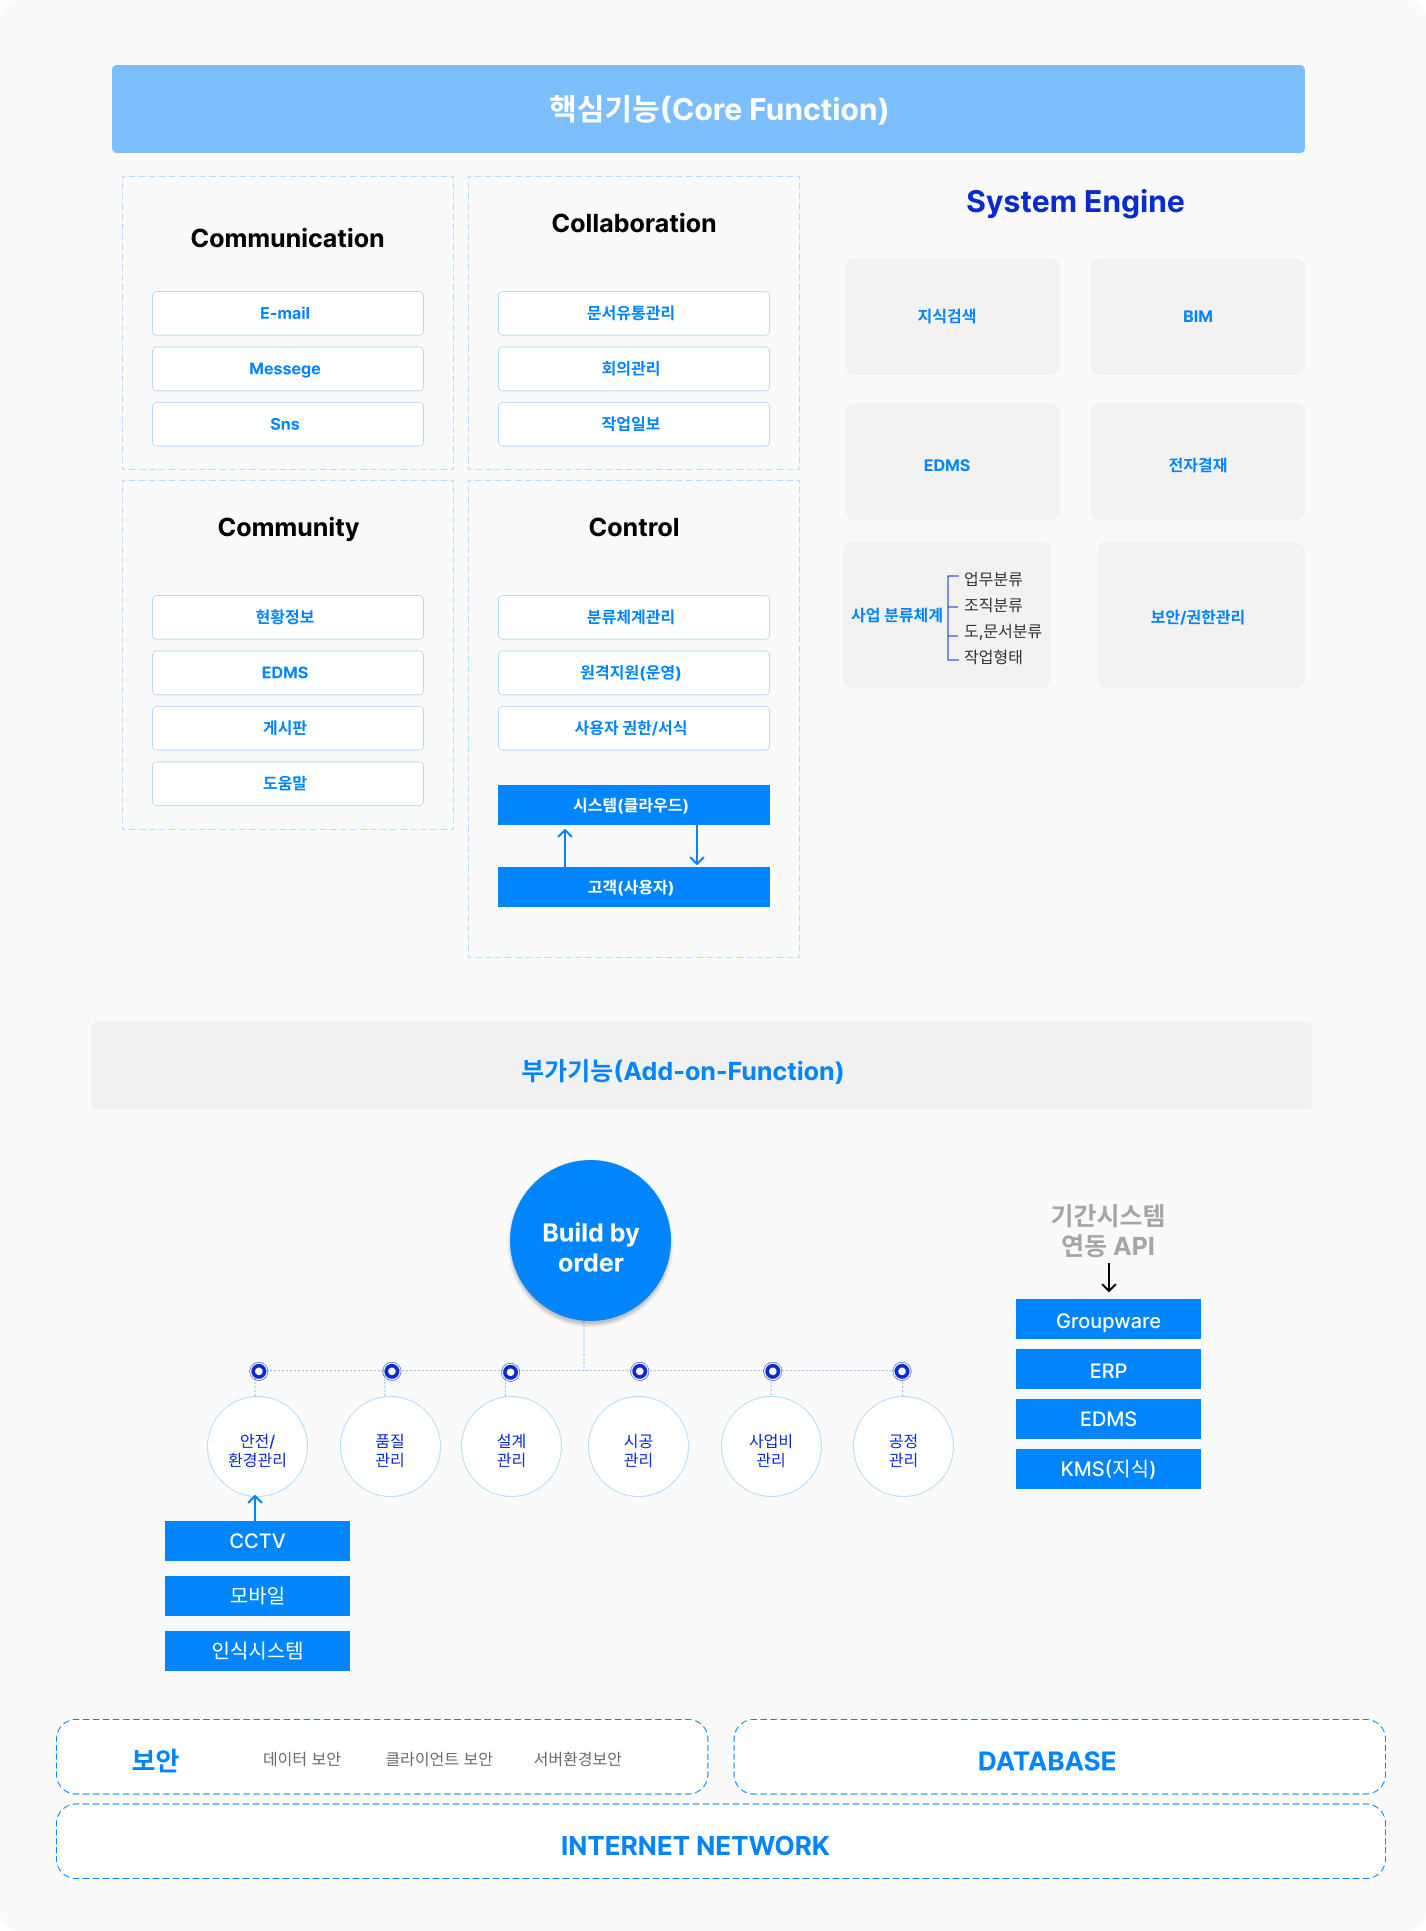 핵심기능(Core Function)
Communication
E-mail
Messege
Sns
Collaboration
문서유통관리
회의관리
작업일보
Community
현황정보
EDMS
게시판
도움말
Control
분류체계관리
원격지원(운영)
사용자 권한/서식
시스템(클라우드)
고객(사용자)
System Engine
지식검색
BIM
EDMS
전자결재
사업 분류체계
업무분류
조직분류
도,문서분류
작업형태
보안/권한관리
부가기능(Add-on-Function)
Build by
order
안전/
환경관리
품질
관리
설계
관리
시공
관리
사업비
관리
공정
관리
CCTV
모바일
인식시스템
기간시스템
연동 API
Groupware
ERP
EDMS
KMS(지식)
보안
데이터 보안
클라이언트 보안
서버환경보안
DATABASE
INTERNET NETWORK